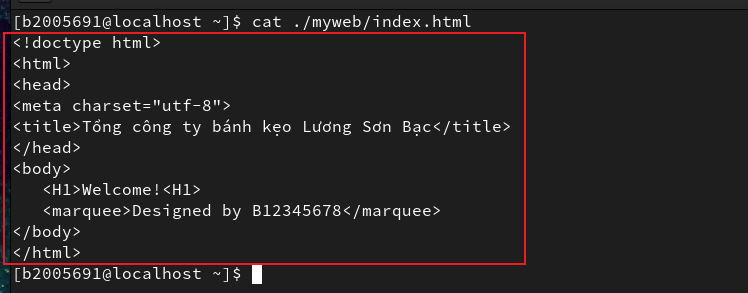 [b2005691@localhost ~]$ cat ./myweb/index.html
<!doctype html>
<html>
<head>
<meta charset="utf-8">
<title>Tổng công ty bánh kẹo Lương Sơn Bạc</title>
</head>
<body>
   <H1>Welcome!<H1>
   <marquee>Designed by B12345678</marquee>
</body>
</html>
[b2005691@localhost ~]$